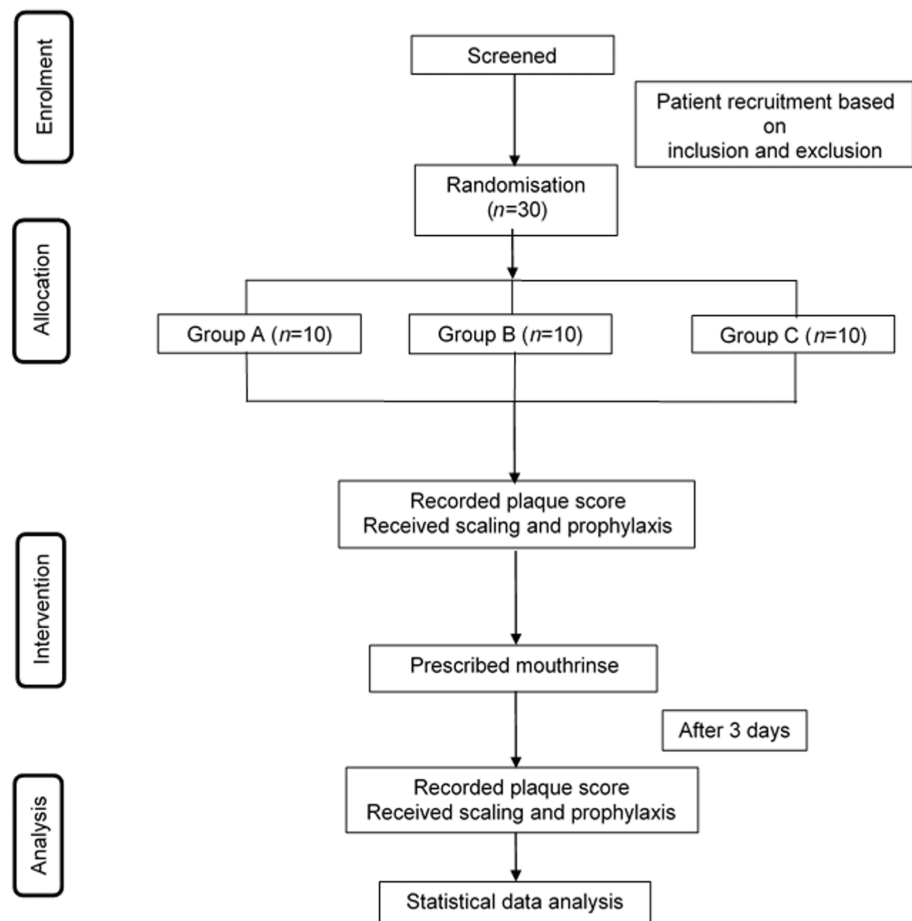 Enrolment
Screened
Patient recruitment based
on
inclusion and exclusion
Randomisation
(n=30)
Allocation
Group A (n=10)
Group B (n=10)
Group C (n=10)
Recorded plaque score
Received scaling and prophylaxis
Intervention
Prescribed mouthrinse
After 3 days
Recorded plaque score
Received scaling and prophylaxis
Analysis
Statistical data analysis